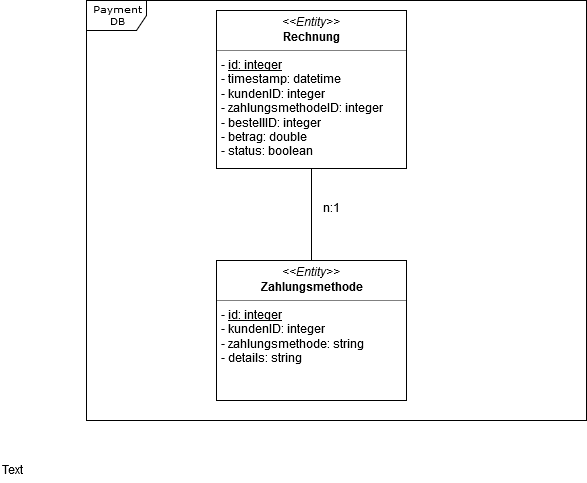 Payment
DB
<<Entity>>
Rechnung
- id: integer
- timestamp: datetime
- kundenID: integer
- zahlungsmethodeID: integer
- bestellID: integer
- betrag: double
- status: boolean
n:1
<<Entity>>
Zahlungsmethode
- id: integer
- kundenID: integer
- zahlungsmethode: string
- details: string
Text